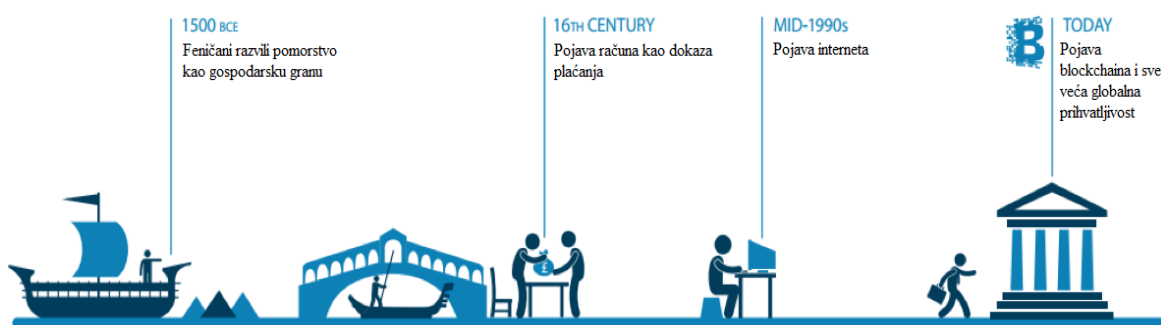 1500 BCE
Feničani razvili pomorstvo
kao gospodarsku granu
16TH CENTURY
Pojava računa kao dokaza
plaćanja
MID-1990s
Pojava interneta
TODAY
Pojava
blockchaina i sve
veća globalna
prihvatljivost
B
£